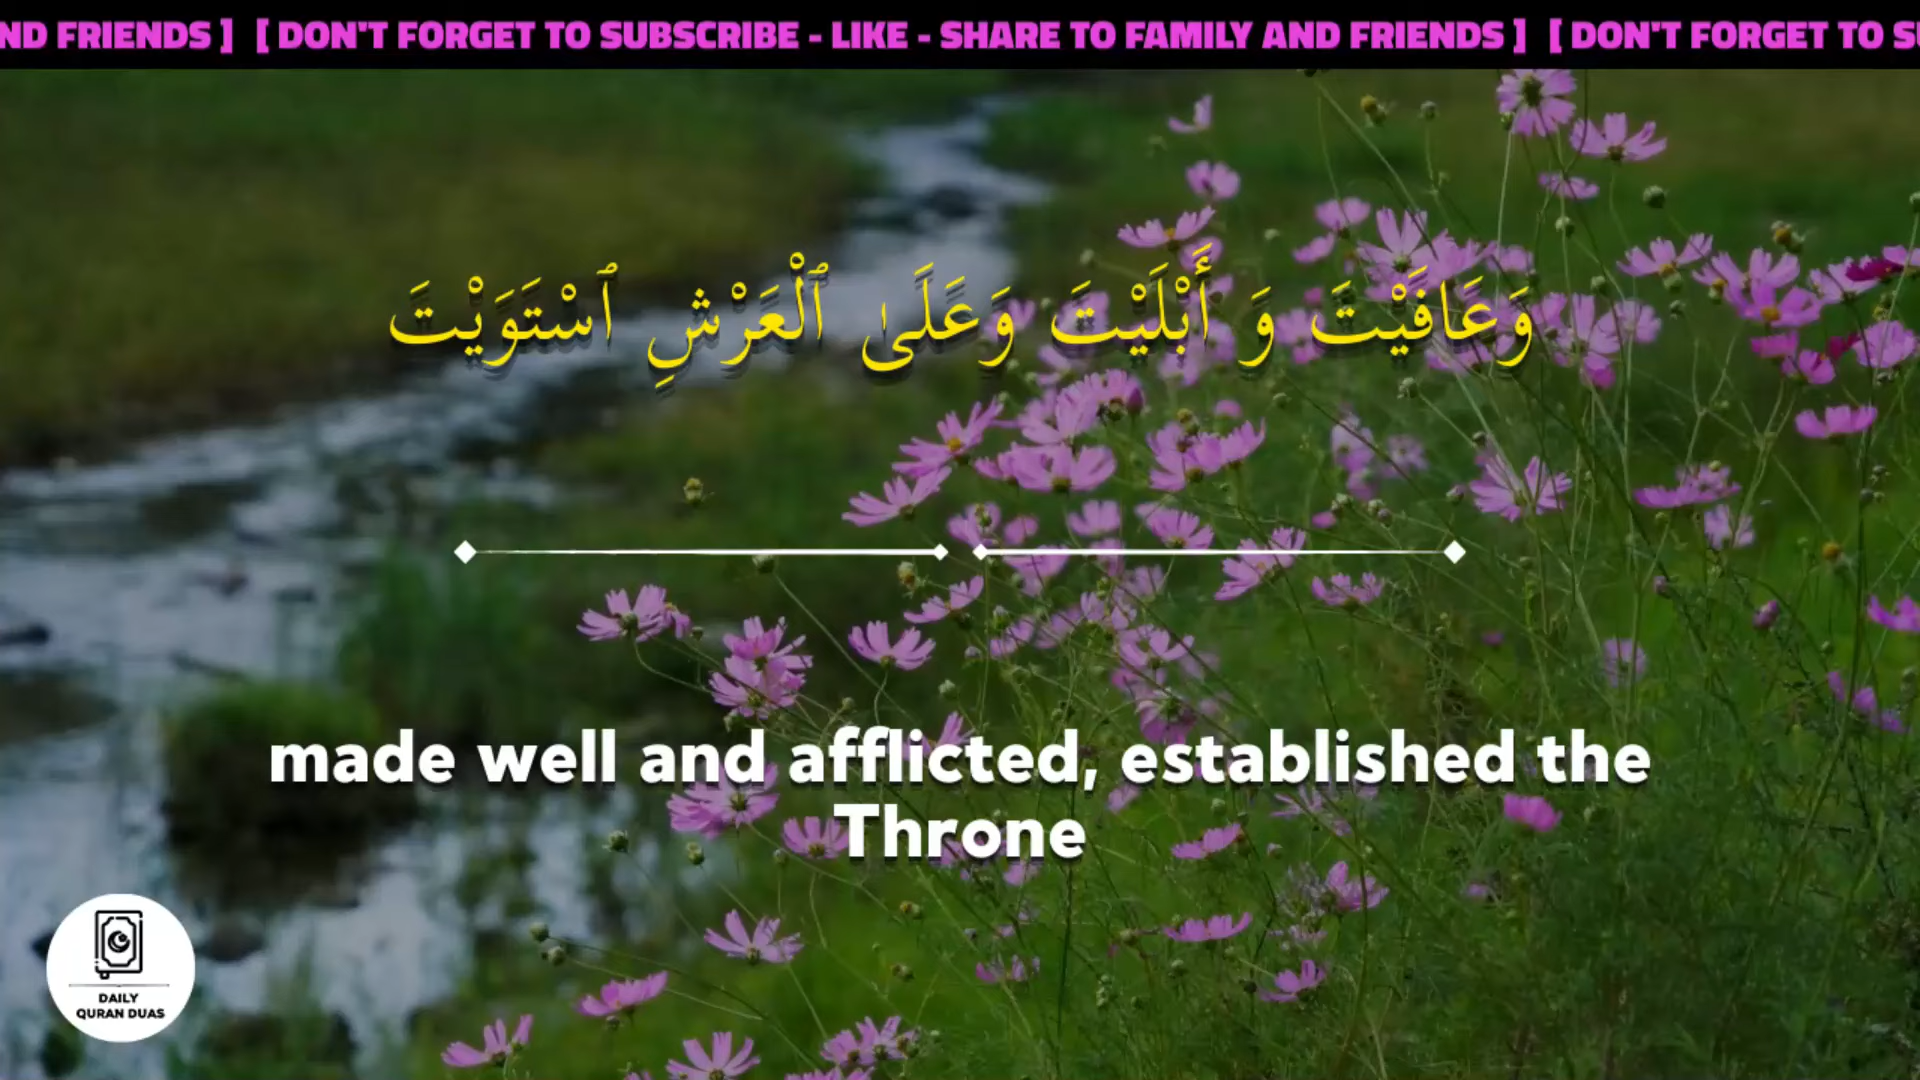 ND FRIENDS ] [ DON'T FORGET TO SUBSCRIBE - LIKE - SHARE TO FAMILY AND FRIENDS ] [ DON'T FORGET TO SU
وَعَافَيْتَ وَ أَبْلَيْتَ وَعَلَىٰ ٱلْعَرْشِ ٱسْتَوَيْتَ
made well and afflicted, established the
Throne
DAILY
QURAN DUAS